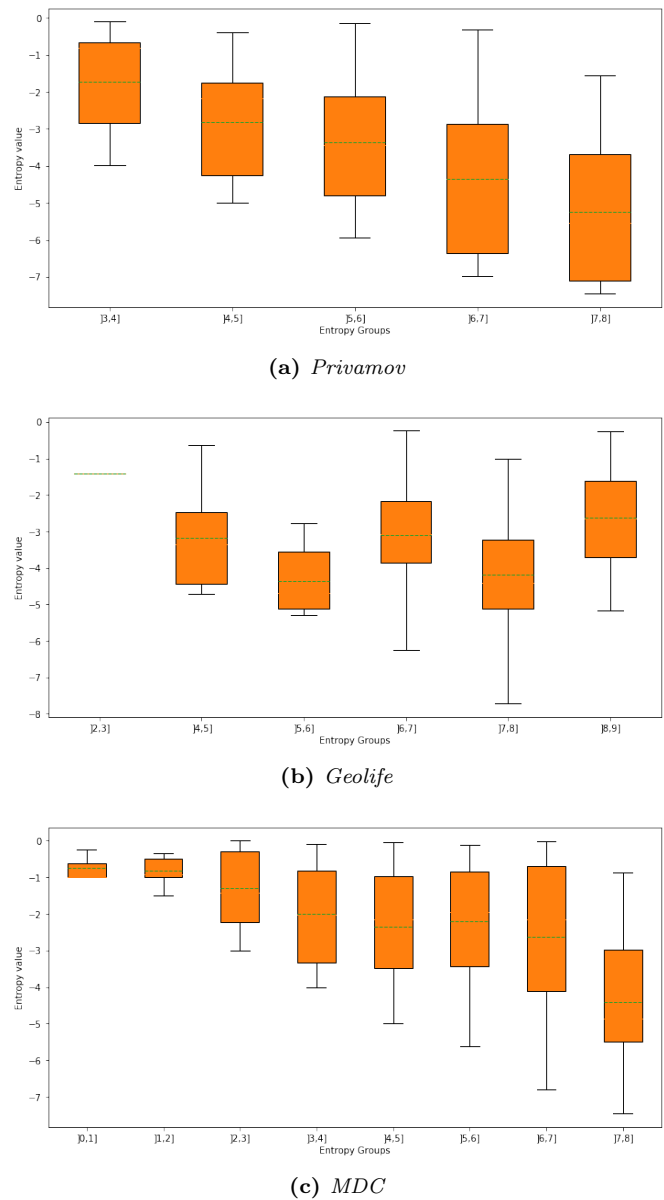 0
−1
−2
−3
−4
−5
−6
−7
Entropy value
]3,4] ]4,5] ]5,6] ]6,7] ]7,8]
Entropy Groups
(a) Privamov
0
−1
−2
−3
−4
−5
−6
−7
−8
Entropy value
]2,3] ]4,5] ]5,6] ]6,7] ]7,8] ]8,9]
Entropy Groups
(b) Geolife
0
−1
−2
−3
−4
−5
−6
−7
Entropy value
]0,1] ]1,2] ]2,3] ]3,4] ]4,5] ]5,6] ]6,7] ]7,8]
Entropy Groups
(c) MDC